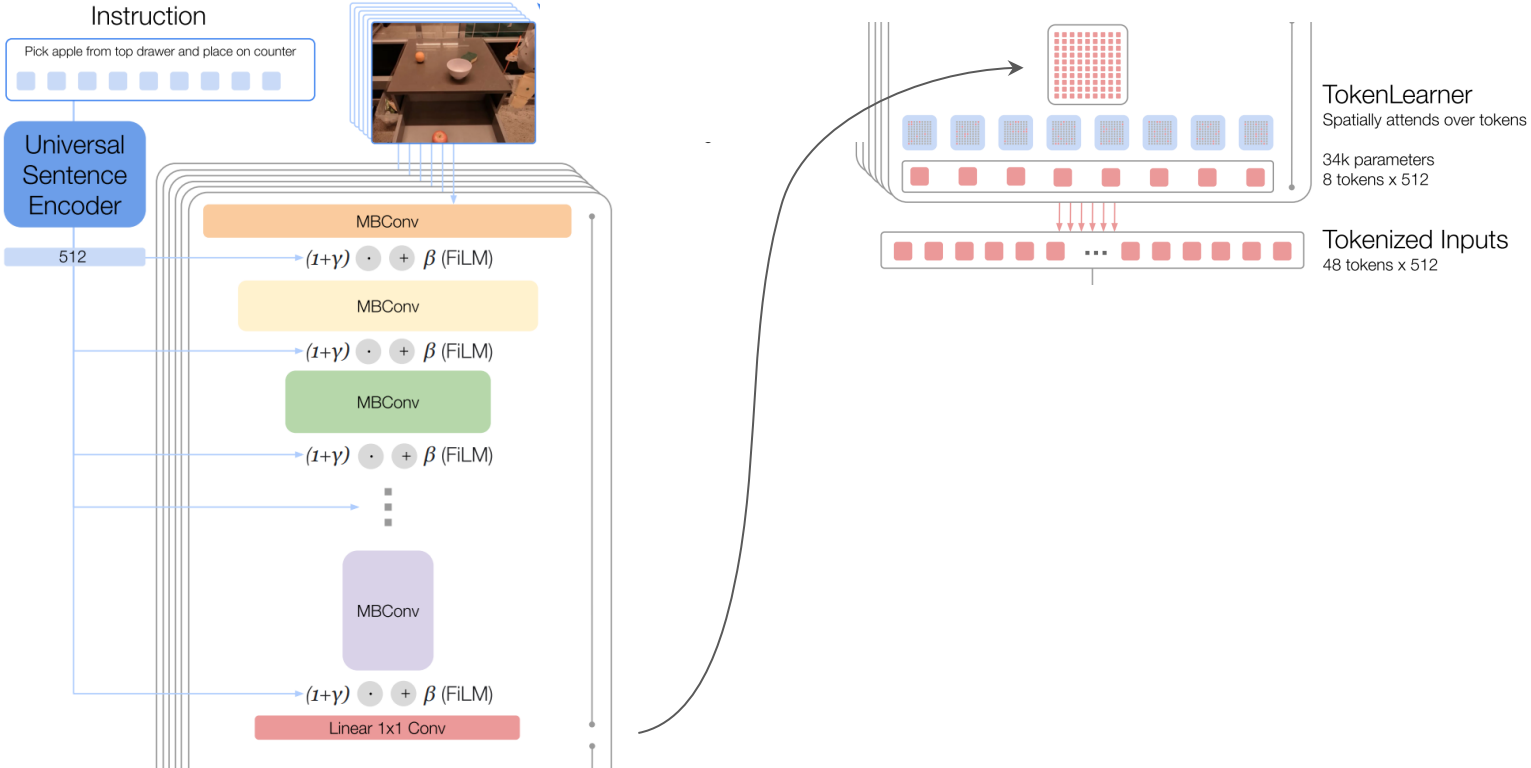 Instruction
Pick apple from top drawer and place on counter
Universal
Sentence
Encoder
512
MBConv
(1+γ) · + β (FiLM)
MBConv
(1+γ) · + β (FiLM)
MBConv
(1+γ) · + β (FiLM)
MBConv
(1+γ) · + β (FiLM)
Linear 1x1 Conv
TokenLearner
Spatially attends over tokens
34k parameters
8 tokens x 512
Tokenized Inputs
48 tokens x 512